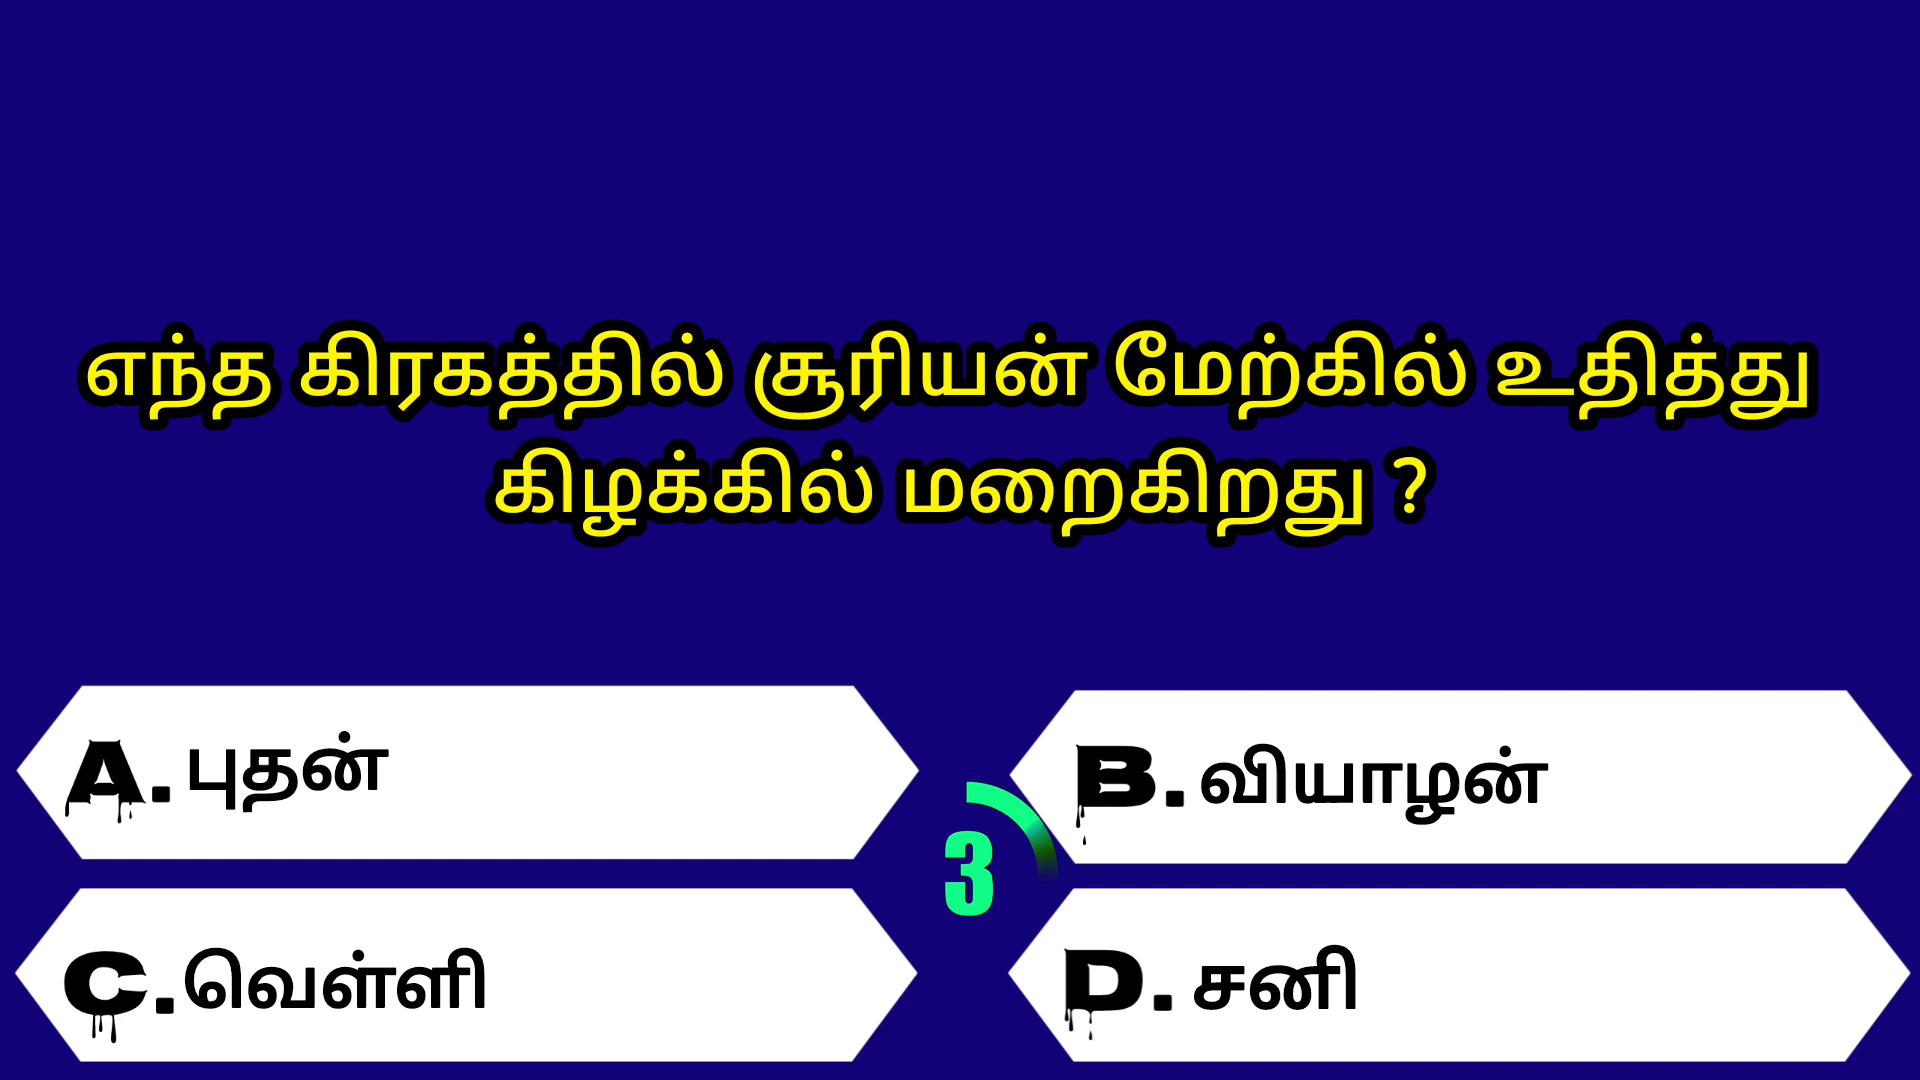 எந்த கிரகத்தில் சூரியன் மேற்கில் உதித்து
கிழக்கில் மறைகிறது ?
A. புதன்
B. வியாழன்
3
C. வெள்ளி
D. சனி